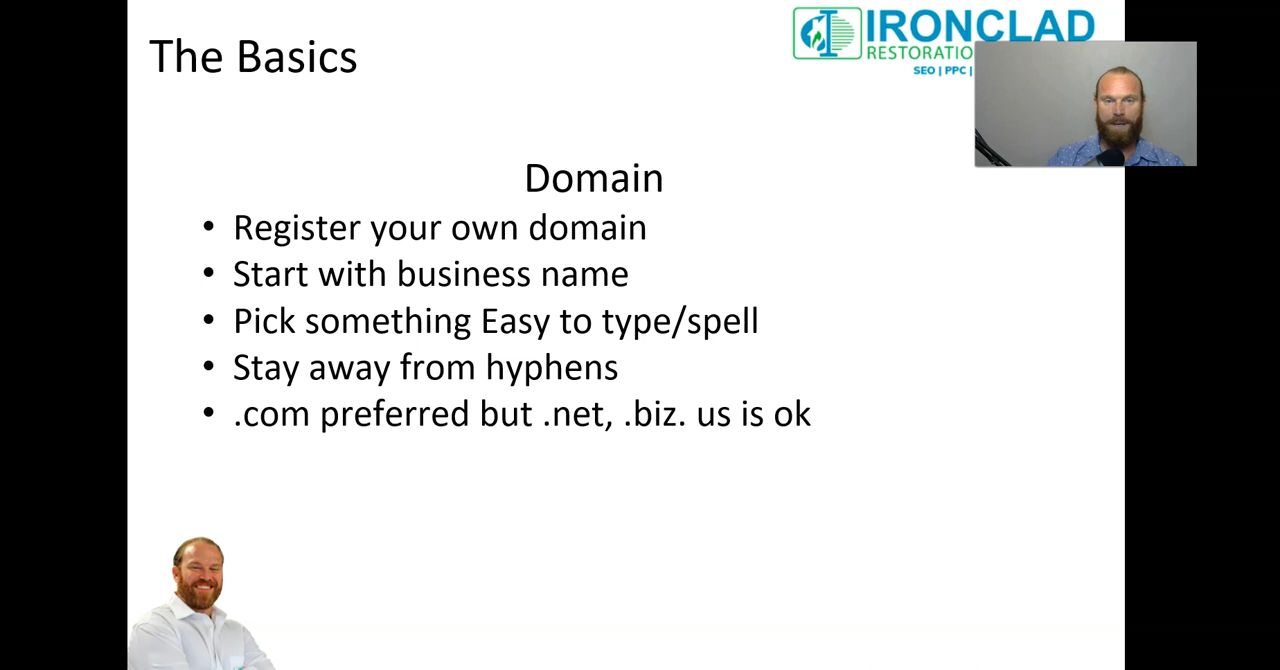 The Basics
IRONCLAD
RESTORATIO
SEO | PPC |
Domain
• Register your own domain
• Start with business name
• Pick something Easy to type/spell
• Stay away from hyphens
• .com preferred but .net, .biz. us is ok